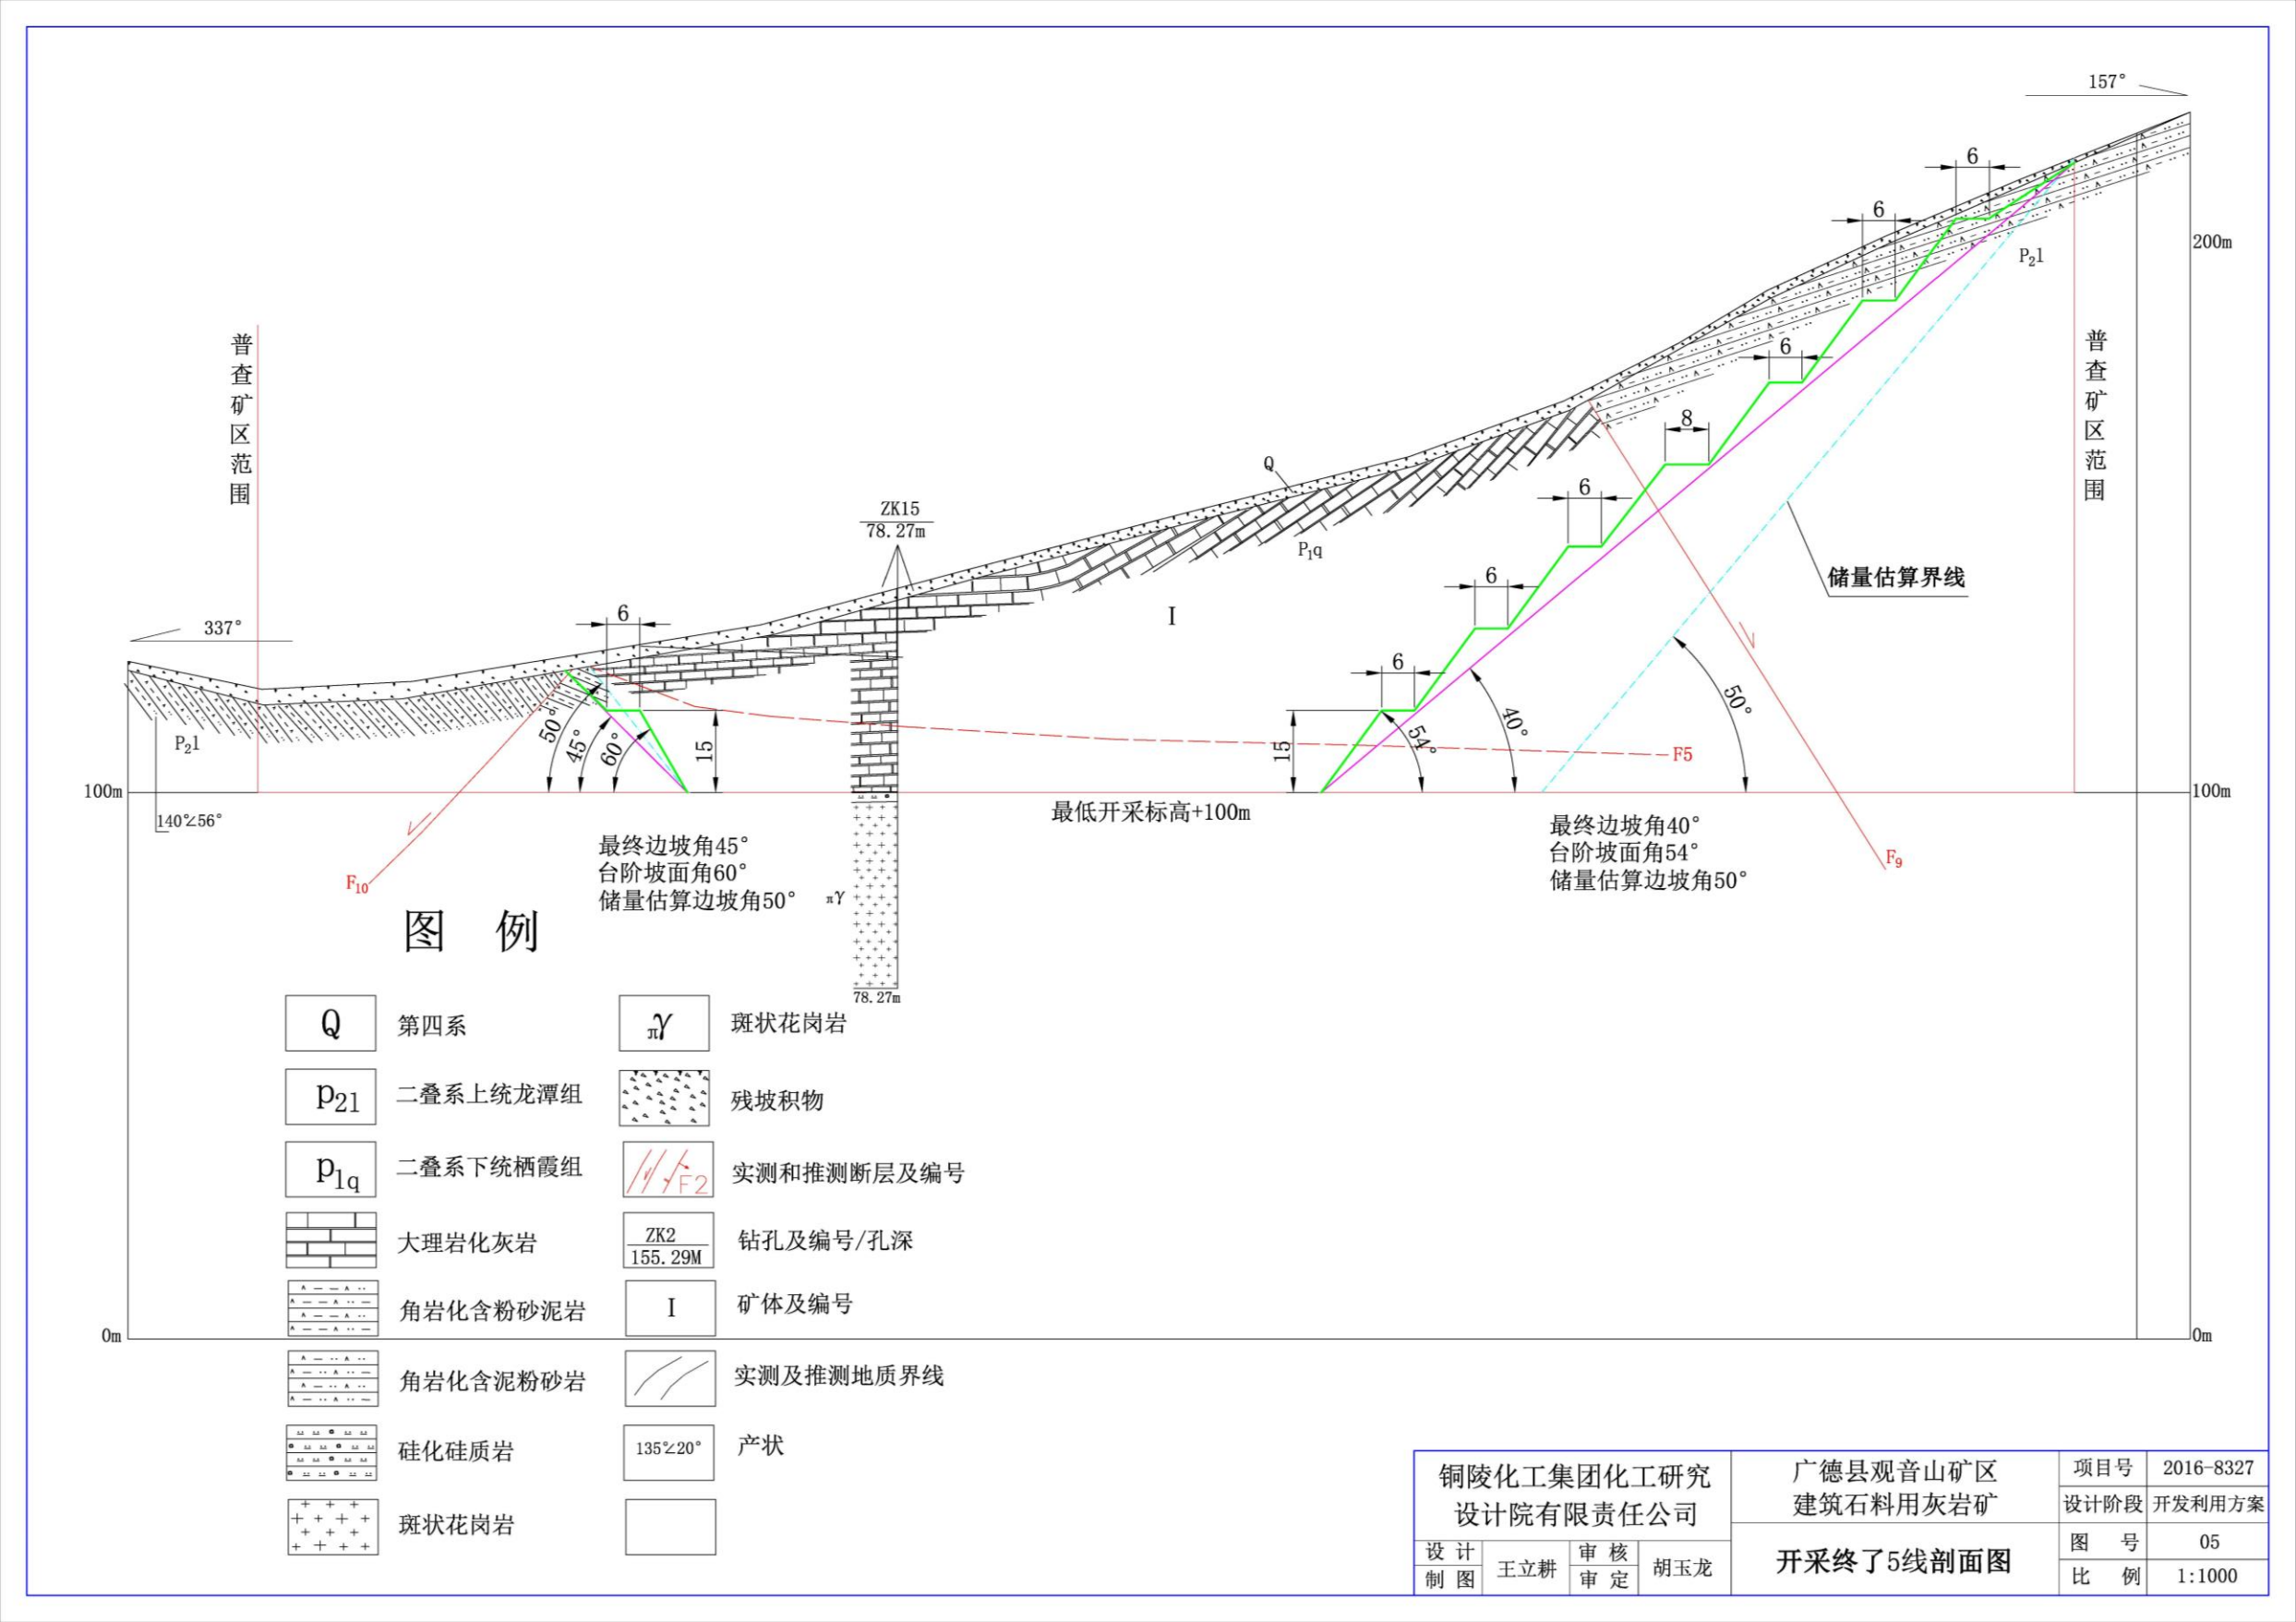 157°
6
6
200m
P₂l
普查矿区范围
普查矿区范围
6
8
Q
6
ZK15
78.27m
P₁q
储量估算界线
6
I
337°
6
6
50°
45°
60°
15
15
54°
40°
50°
F5
P₂l
100m
100m
140°∠56°
最低开采标高+100m
最终边坡角45°
台阶坡面角60°
储量估算边坡角50°
最终边坡角40°
台阶坡面角54°
储量估算边坡角50°
F₉
F₁₀
πγ
78.27m
图 例
Q 第四系
πγ 斑状花岗岩
p₂l 二叠系上统龙潭组
残坡积物
p₁q 二叠系下统栖霞组
F2 实测和推测断层及编号
大理岩化灰岩
ZK2
155.29M
钻孔及编号/孔深
角岩化含粉砂泥岩
I 矿体及编号
0m
0m
角岩化含泥粉砂岩
实测及推测地质界线
硅化硅质岩
135°∠20° 产状
斑状花岗岩
铜陵化工集团化工研究
设计院有限责任公司
广德县观音山矿区
建筑石料用灰岩矿
项目号 2016-8327
设计阶段 开发利用方案
设 计
制 图
王立耕
审 核
审 定
胡玉龙
开采终了5线剖面图
图 号 05
比 例 1:1000